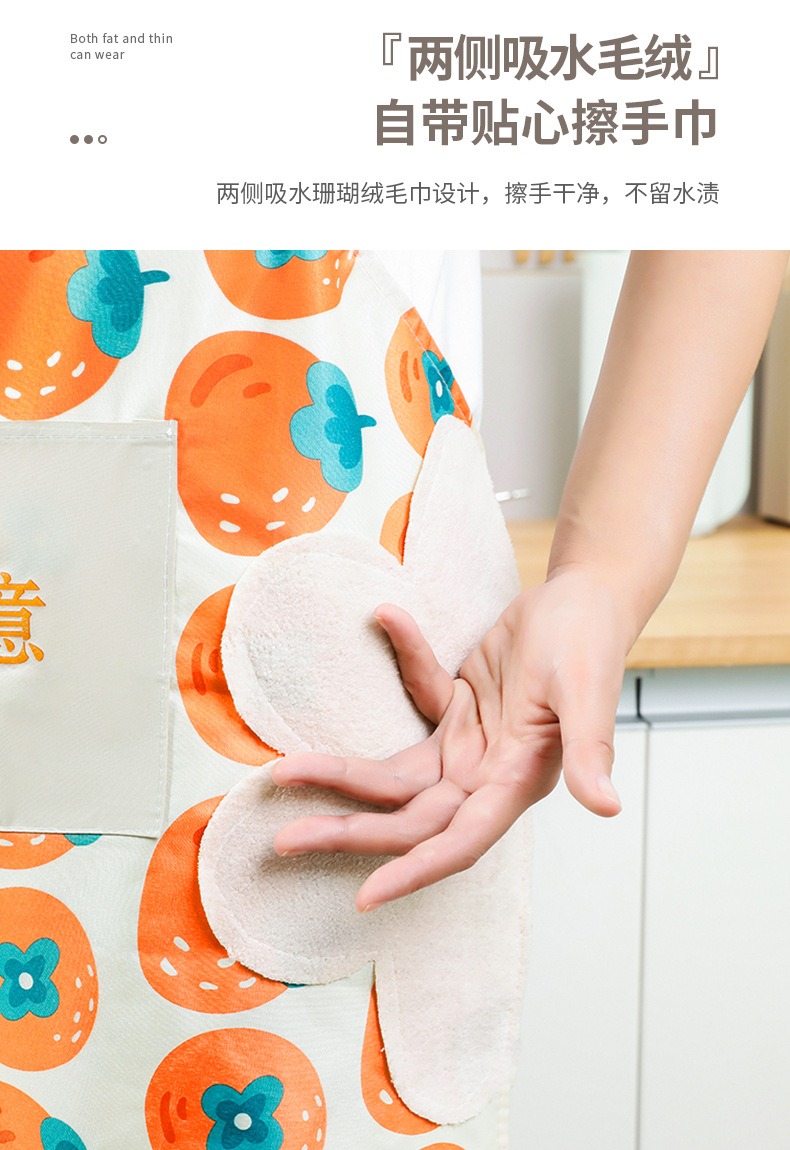 Both fat and thin
can wear
『两侧吸水毛绒』
自带贴心擦手巾
两侧吸水珊瑚绒毛巾设计，擦手干净，不留水渍
意